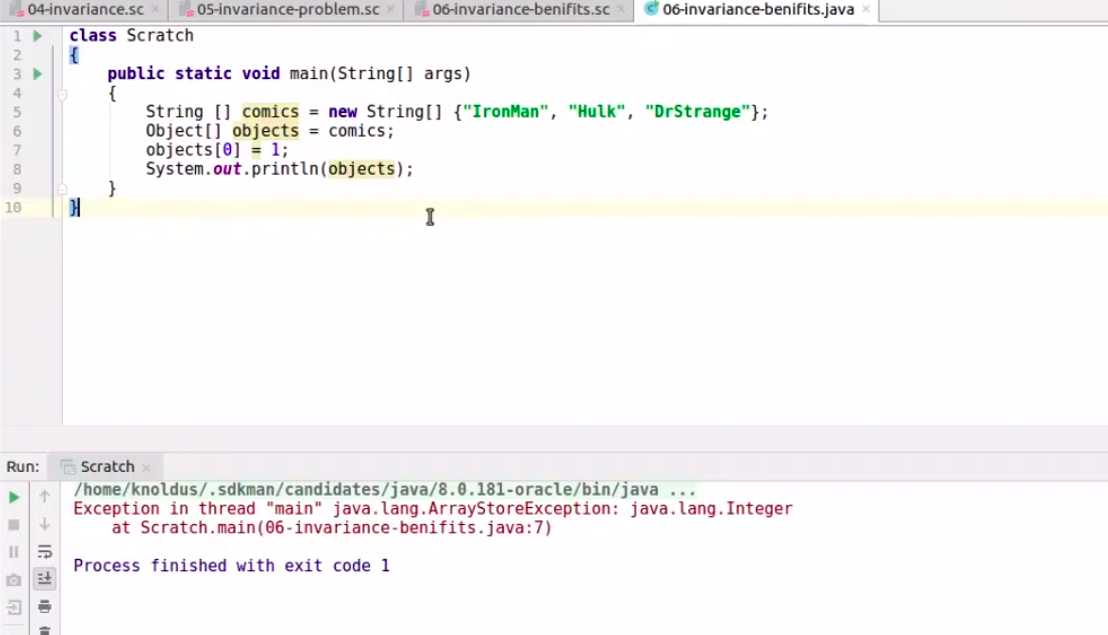 04-invariance.sc × 05-invariance-problem.sc × 06-invariance-benifits.sc × 06-invariance-benifits.java ×
1 class Scratch
2 {
3 public static void main(String[] args)
4 {
5 String [] comics = new String[] {"IronMan", "Hulk", "DrStrange"};
6 Object[] objects = comics;
7 objects[0] = 1;
8 System.out.println(objects);
9 }
10 }
Run: Scratch ×
/home/knoldus/.sdkman/candidates/java/8.0.181-oracle/bin/java ...
Exception in thread "main" java.lang.ArrayStoreException: java.lang.Integer
at Scratch.main(06-invariance-benifits.java:7)
Process finished with exit code 1